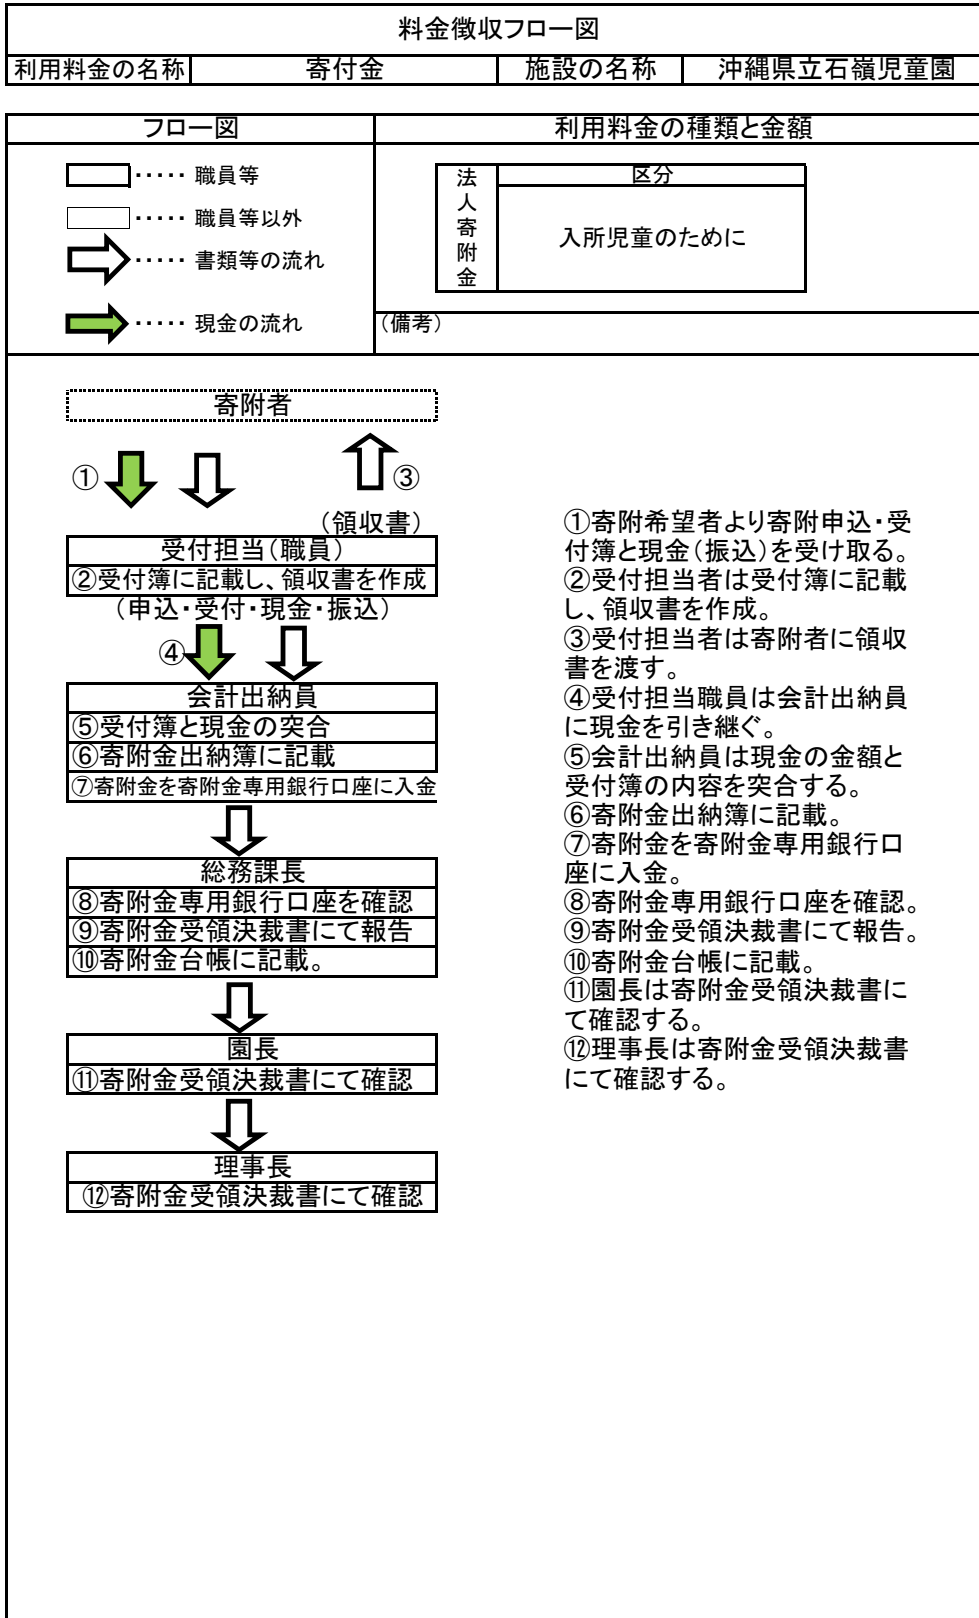 料金徴収フロー図
利用料金の名称 寄付金 施設の名称 沖縄県立石嶺児童園
フロー図 利用料金の種類と金額
・・・・・ 職員等
・・・・・ 職員等以外
・・・・・ 書類等の流れ
・・・・・ 現金の流れ
法人寄附金
区分
入所児童のために
（備考）
寄附者
① ③
（領収書）
受付担当（職員）
②受付簿に記載し、領収書を作成
（申込・受付・現金・振込）
④
会計出納員
⑤受付簿と現金の突合
⑥寄附金出納簿に記載
⑦寄附金を寄附金専用銀行口座に入金
総務課長
⑧寄附金専用銀行口座を確認
⑨寄附金受領決裁書にて報告
⑩寄附金台帳に記載。
園長
⑪寄附金受領決裁書にて確認
理事長
⑫寄附金受領決裁書にて確認
①寄附希望者より寄附申込・受
付簿と現金（振込）を受け取る。
②受付担当者は受付簿に記載
し、領収書を作成。
③受付担当者は寄附者に領収
書を渡す。
④受付担当職員は会計出納員
に現金を引き継ぐ。
⑤会計出納員は現金の金額と
受付簿の内容を突合する。
⑥寄附金出納簿に記載。
⑦寄附金を寄附金専用銀行口
座に入金。
⑧寄附金専用銀行口座を確認。
⑨寄附金受領決裁書にて報告。
⑩寄附金台帳に記載。
⑪園長は寄附金受領決裁書に
て確認する。
⑫理事長は寄附金受領決裁書
にて確認する。